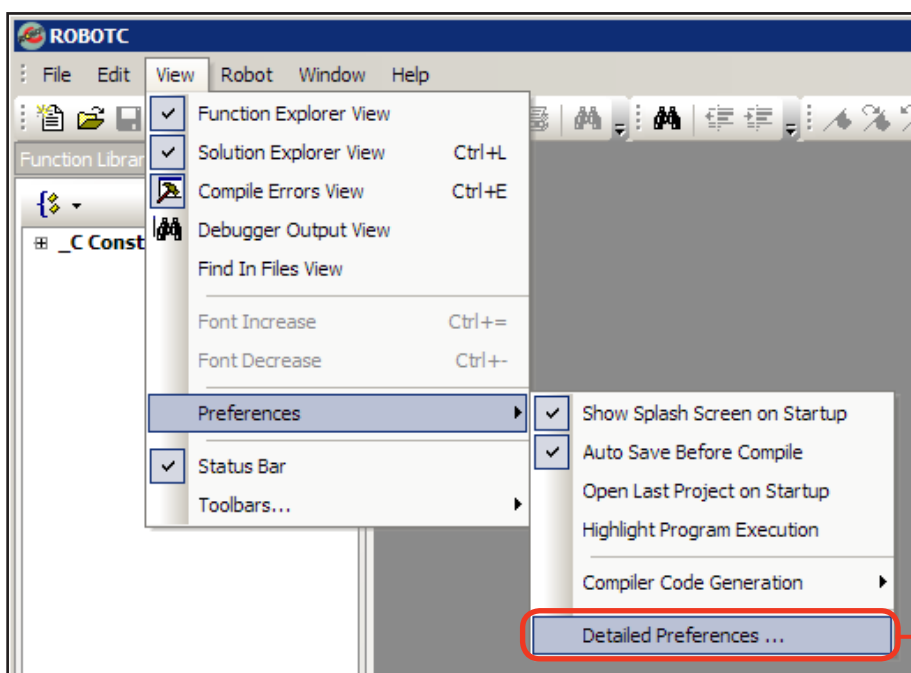 ROBOTC
File Edit View Robot Window Help
Function Explorer View
Function Librar
Solution Explorer View Ctrl+L
Compile Errors View Ctrl+E
Debugger Output View
_C Const
Find In Files View
Font Increase Ctrl+=
Font Decrease Ctrl+-
Preferences
Show Splash Screen on Startup
Auto Save Before Compile
Status Bar
Open Last Project on Startup
Toolbars...
Highlight Program Execution
Compiler Code Generation
Detailed Preferences ...